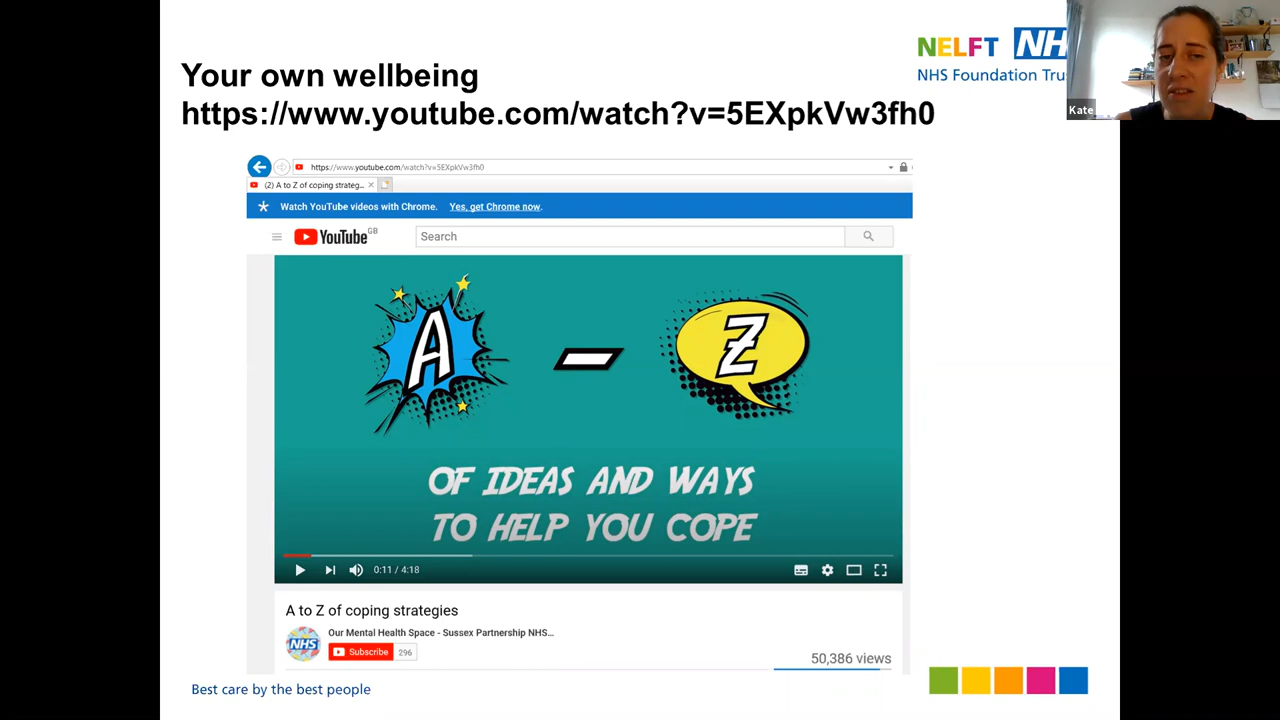 Your own wellbeing
https://www.youtube.com/watch?v=5EXpkVw3fh0
NELFT NH
NHS Foundation Trus
Kate
https://www.youtube.com/watch?v=5EXpkVw3fh0
(2) A to Z of coping strateg...
Watch YouTube videos with Chrome. Yes, get Chrome now.
YouTube GB
Search
A - Z
OF IDEAS AND WAYS
TO HELP YOU COPE
0:11 / 4:18
A to Z of coping strategies
NHS
Our Mental Health Space - Sussex Partnership NHS...
Subscribe 296
50,386 views
Best care by the best people